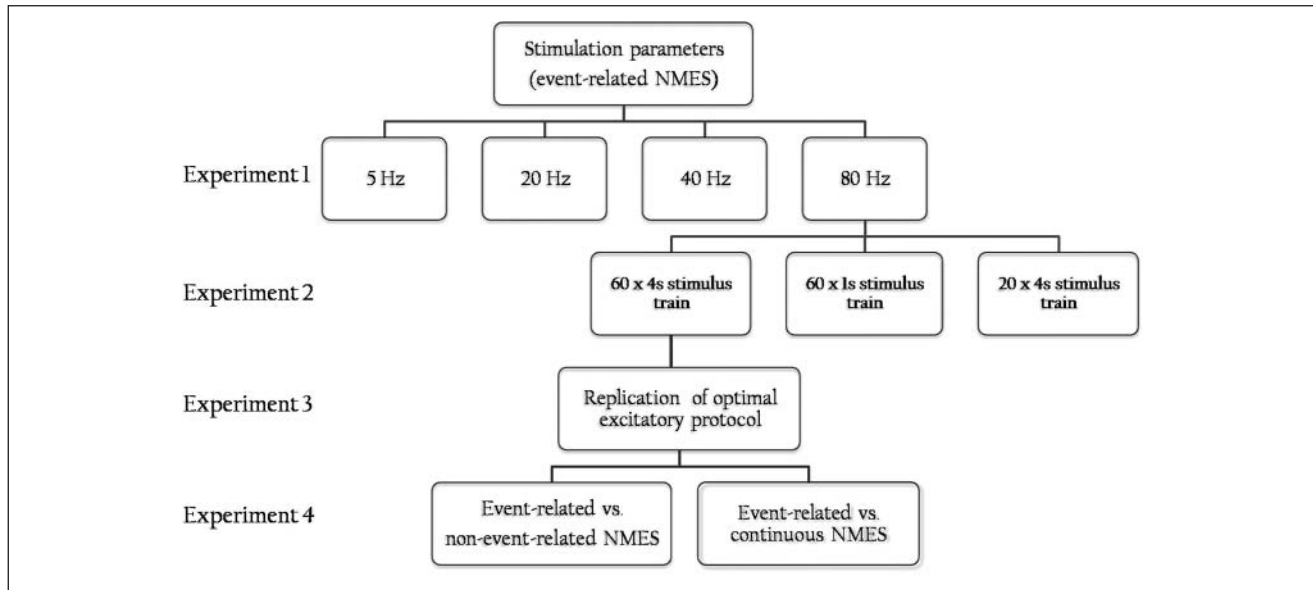 Stimulation parameters
(event-related NMES)
Experiment 1
5 Hz
20 Hz
40 Hz
80 Hz
Experiment 2
60 x 4s stimulus
train
60 x 1s stimulus
train
20 x 4s stimulus
train
Experiment 3
Replication of optimal
excitatory protocol
Experiment 4
Event-related vs.
non-event-related NMES
Event-related vs.
continuous NMES